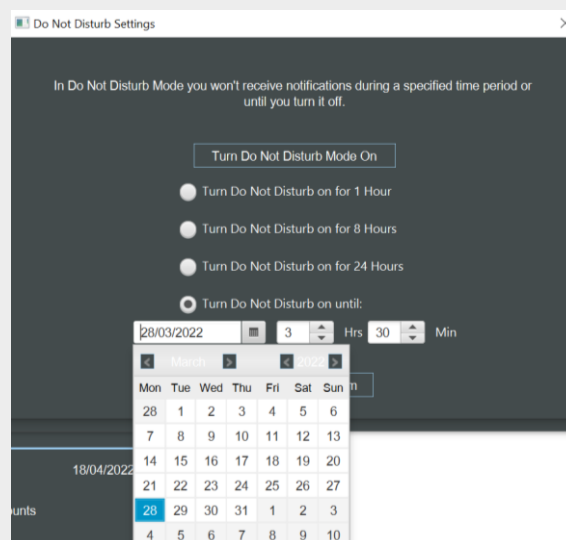 Do Not Disturb Settings
In Do Not Disturb Mode you won't receive notifications during a specified time period or
until you turn it off.
Turn Do Not Disturb Mode On
Turn Do Not Disturb on for 1 Hour
Turn Do Not Disturb on for 8 Hours
Turn Do Not Disturb on for 24 Hours
Turn Do Not Disturb on until:
28/03/2022 3 Hrs 30 Min
March 2022
Mon Tue Wed Thu Fri Sat Sun
28 1 2 3 4 5 6
7 8 9 10 11 12 13
14 15 16 17 18 19 20
21 22 23 24 25 26 27
28 29 30 31 1 2 3
4 5 6 7 8 9 10
18/04/2022